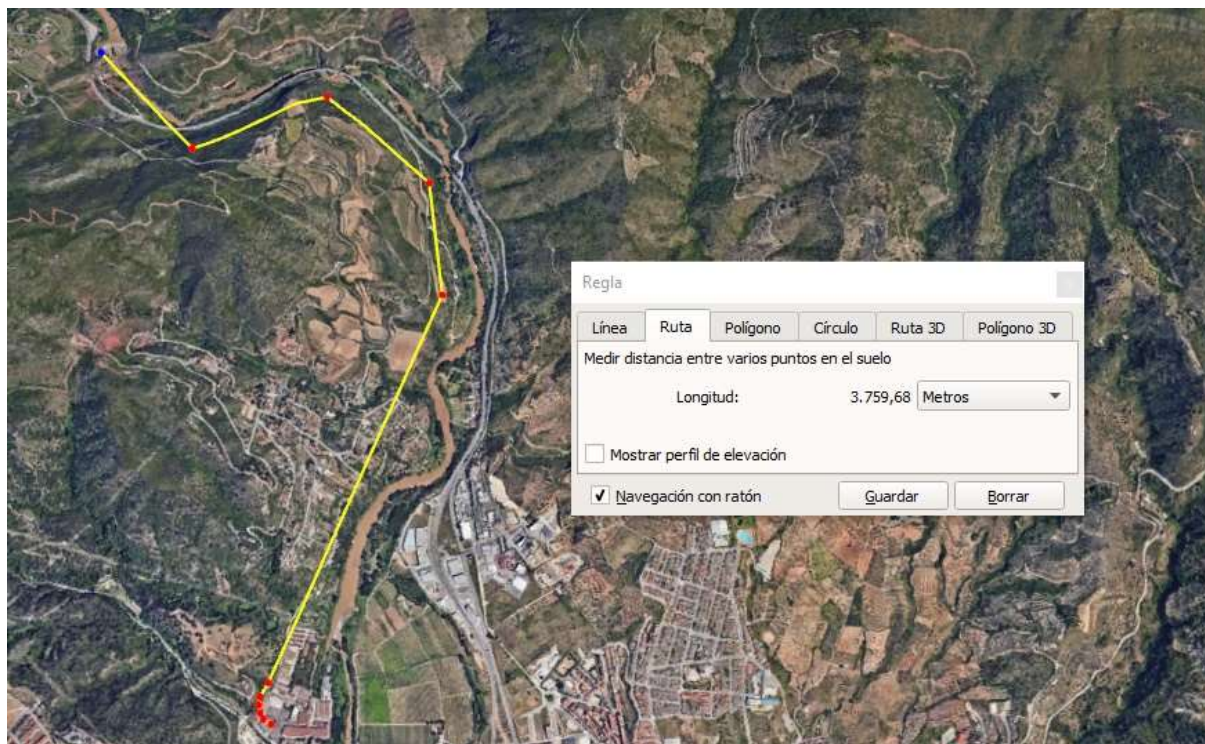 Regla
Línea Ruta Polígono Círculo Ruta 3D Polígono 3D
Medir distancia entre varios puntos en el suelo
Longitud: 3.759,68 Metros
Mostrar perfil de elevación
Navegación con ratón Guardar Borrar